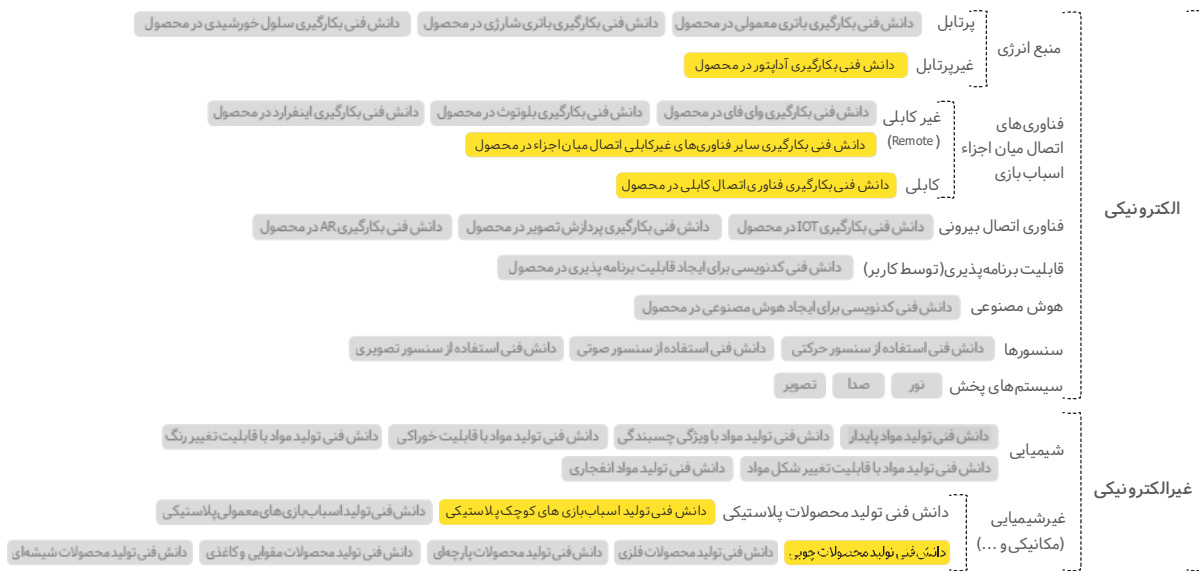 پرتابل دانش فنی بکارگیری باتری معمولی در محصول دانش فنی بکارگیری باتری شارژی در محصول دانش فنی بکارگیری سلول خورشیدی در محصول
منبع انرژی
غیرپرتابل دانش فنی بکارگیری آداپتور در محصول
غیر کابلی دانش فنی بکارگیری وای فای در محصول دانش فنی بکارگیری بلوتوث در محصول دانش فنی بکارگیری اینفرارد در محصول
فناوری‌های
اتصال میان اجزاء
اسباب بازی
(Remote) دانش فنی بکارگیری سایر فناوری‌های غیرکابلی اتصال میان اجزاء در محصول
کابلی دانش فنی بکارگیری فناوری اتصال کابلی در محصول
الکترونیکی
فناوری اتصال بیرونی دانش فنی بکارگیری IOT در محصول دانش فنی بکارگیری پردازش تصویر در محصول دانش فنی بکارگیری AR در محصول
قابلیت برنامه‌پذیری (توسط کاربر) دانش فنی کدنویسی برای ایجاد قابلیت برنامه پذیری در محصول
هوش مصنوعی دانش فنی کدنویسی برای ایجاد هوش مصنوعی در محصول
سنسورها دانش فنی استفاده از سنسور حرکتی دانش فنی استفاده از سنسور صوتی دانش فنی استفاده از سنسور تصویری
سیستم‌های پخش نور صدا تصویر
شیمیایی دانش فنی تولید مواد پایدار دانش فنی تولید مواد با ویژگی چسبندگی دانش فنی تولید مواد با قابلیت خوراکی دانش فنی تولید مواد با قابلیت تغییر رنگ
دانش فنی تولید مواد با قابلیت تغییر شکل مواد دانش فنی تولید مواد انفجاری
غیرالکترونیکی
غیرشیمیایی
(مکانیکی و ...)
دانش فنی تولید محصولات پلاستیکی دانش فنی تولید اسباب‌بازی های کوچک پلاستیکی دانش فنی تولید اسباب‌بازی‌های معمولی پلاستیکی
دانش فنی تولید محصولات چوبی دانش فنی تولید محصولات فلزی دانش فنی تولید محصولات پارچه‌ای دانش فنی تولید محصولات مقوایی و کاغذی دانش فنی تولید محصولات شیشه‌ای